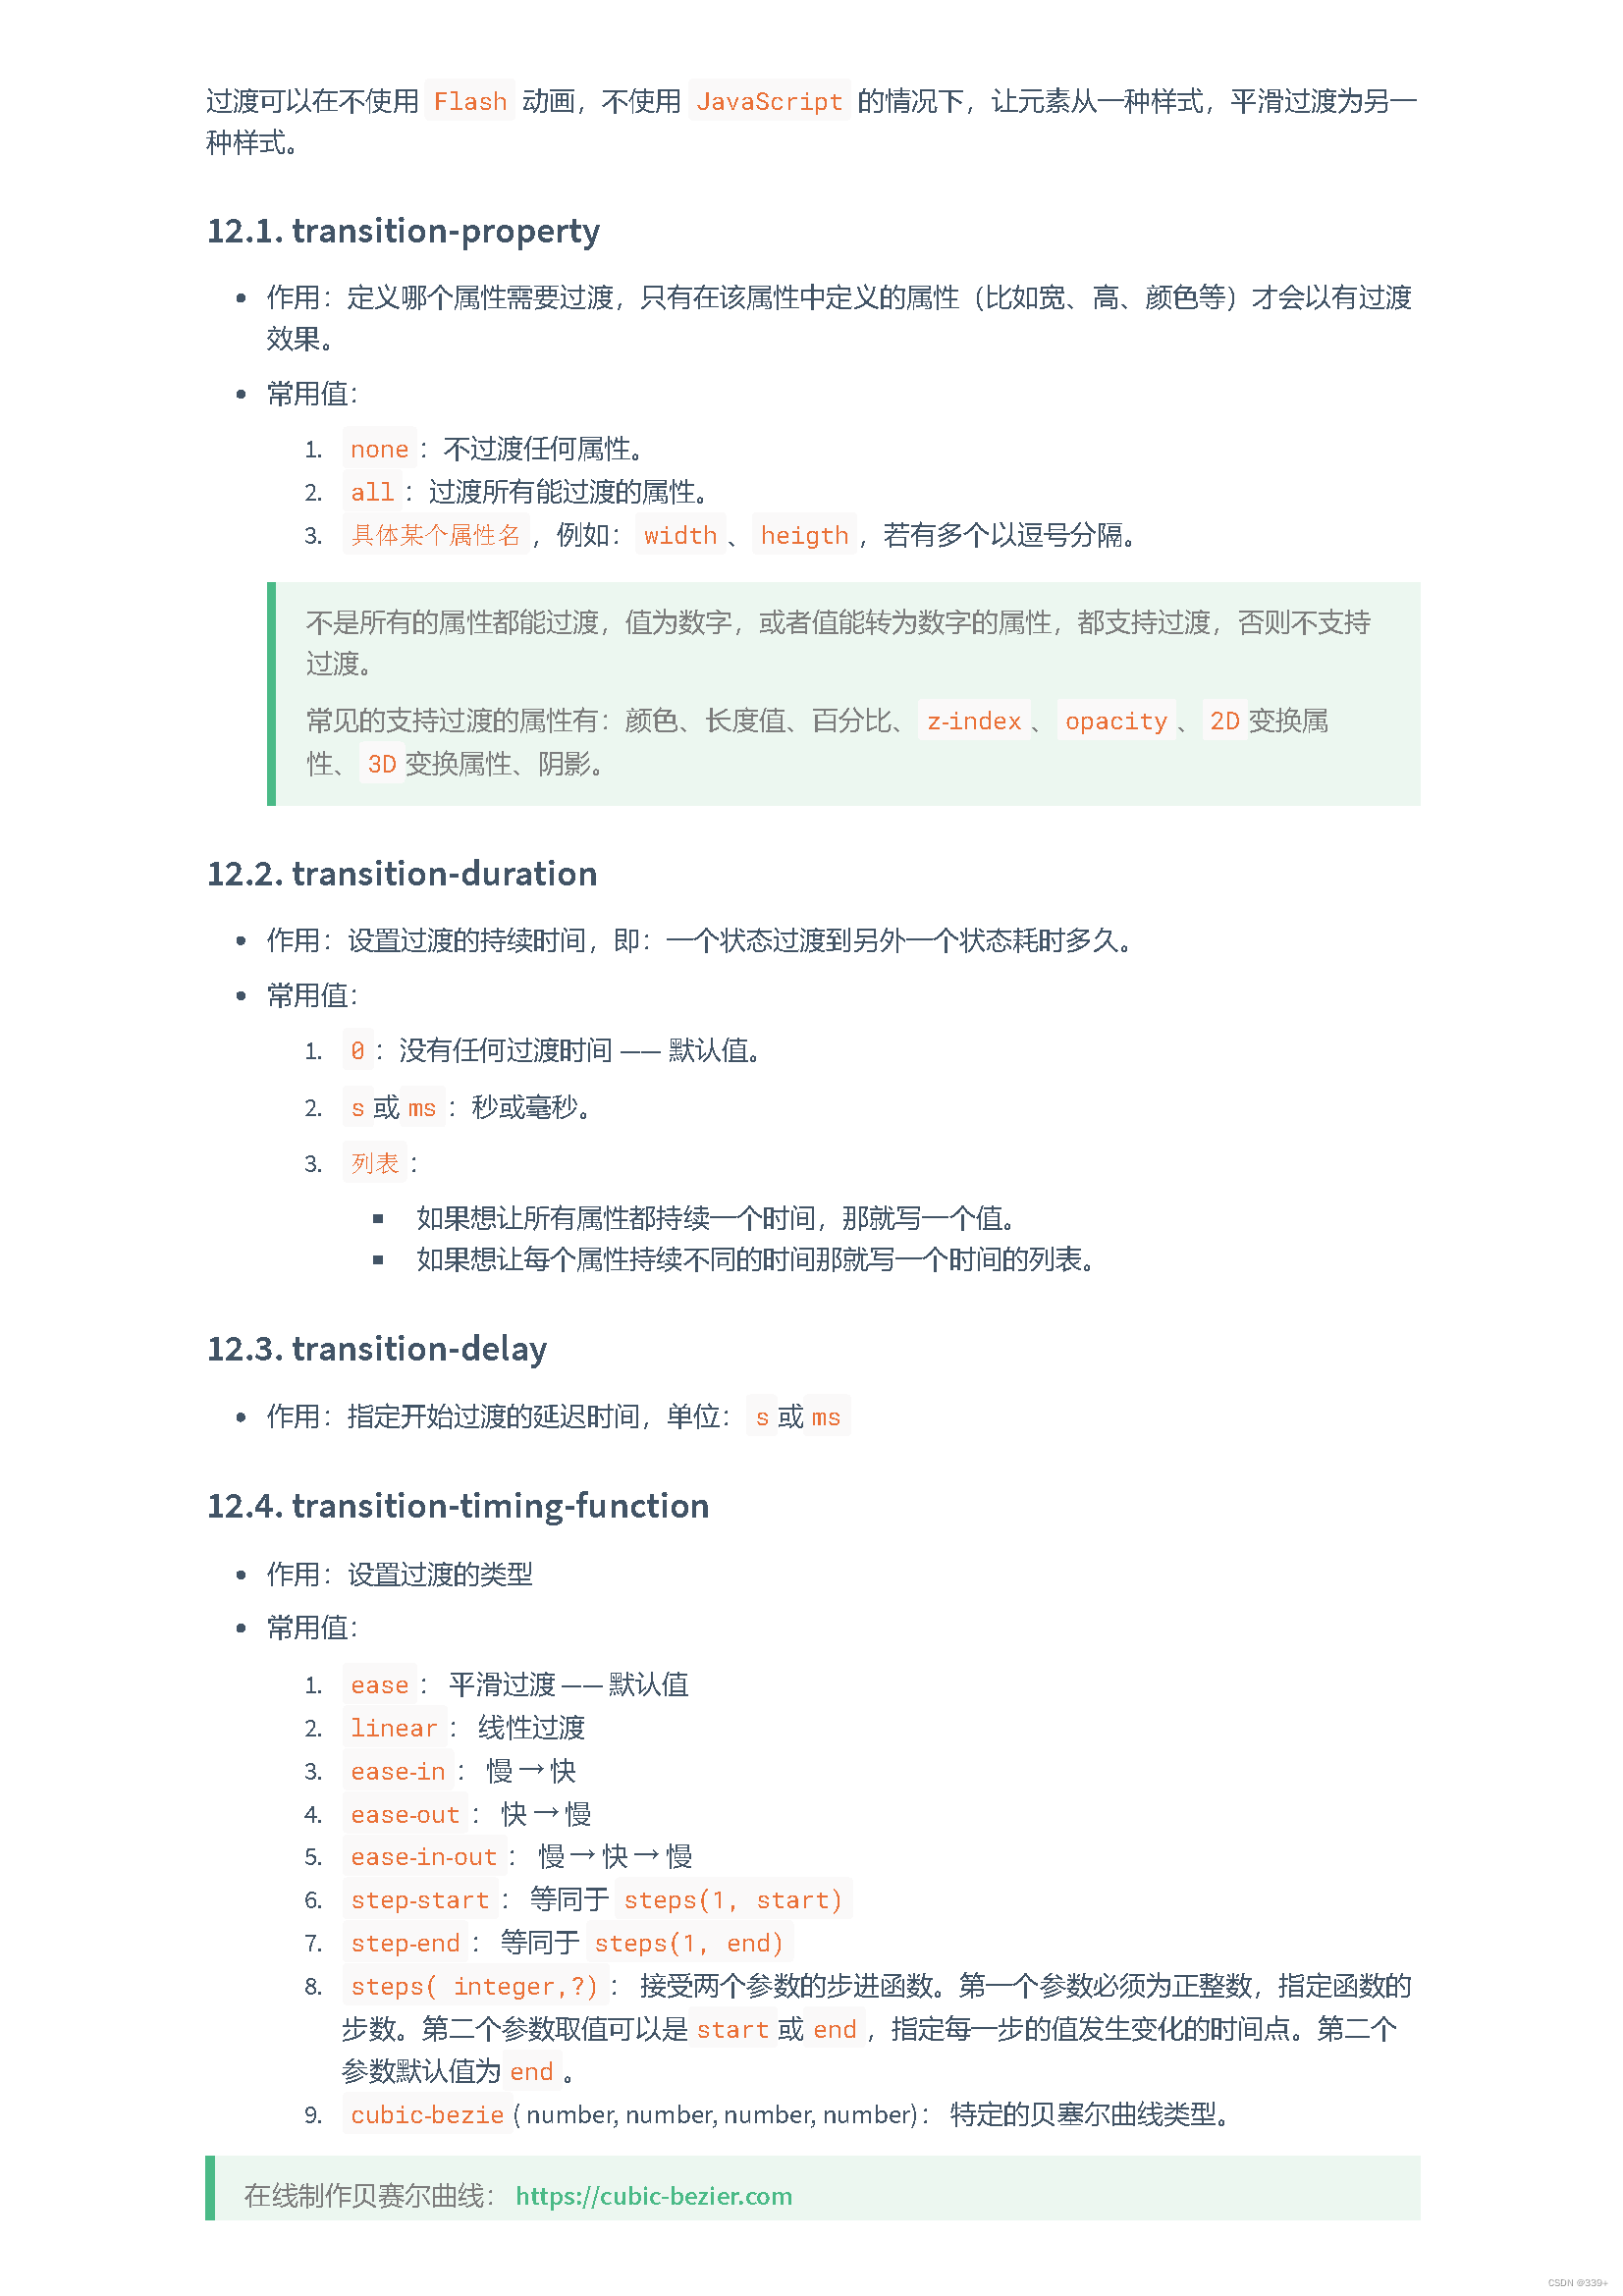 过渡可以在不使用 Flash 动画，不使用 JavaScript 的情况下，让元素从一种样式，平滑过渡为另一
种样式。
12.1. transition-property
• 作用：定义哪个属性需要过渡，只有在该属性中定义的属性（比如宽、高、颜色等）才会以有过渡
效果。
• 常用值：
1. none：不过渡任何属性。
2. all：过渡所有能过渡的属性。
3. 具体某个属性名，例如：width、heigth，若有多个以逗号分隔。
不是所有的属性都能过渡，值为数字，或者值能转为数字的属性，都支持过渡，否则不支持
过渡。
常见的支持过渡的属性有：颜色、长度值、百分比、z-index、opacity、2D变换属
性、3D变换属性、阴影。
12.2. transition-duration
• 作用：设置过渡的持续时间，即：一个状态过渡到另外一个状态耗时多久。
• 常用值：
1. 0：没有任何过渡时间 —— 默认值。
2. s或ms：秒或毫秒。
3. 列表：
▪ 如果想让所有属性都持续一个时间，那就写一个值。
▪ 如果想让每个属性持续不同的时间那就写一个时间的列表。
12.3. transition-delay
• 作用：指定开始过渡的延迟时间，单位：s或ms
12.4. transition-timing-function
• 作用：设置过渡的类型
• 常用值：
1. ease： 平滑过渡 —— 默认值
2. linear： 线性过渡
3. ease-in： 慢 → 快
4. ease-out： 快 → 慢
5. ease-in-out： 慢 → 快 → 慢
6. step-start： 等同于 steps(1, start)
7. step-end： 等同于 steps(1, end)
8. steps( integer,?)： 接受两个参数的步进函数。第一个参数必须为正整数，指定函数的
步数。第二个参数取值可以是 start 或 end，指定每一步的值发生变化的时间点。第二个
参数默认值为 end。
9. cubic-bezie ( number, number, number, number)： 特定的贝塞尔曲线类型。
在线制作贝赛尔曲线： https://cubic-bezier.com
CSDN @339+